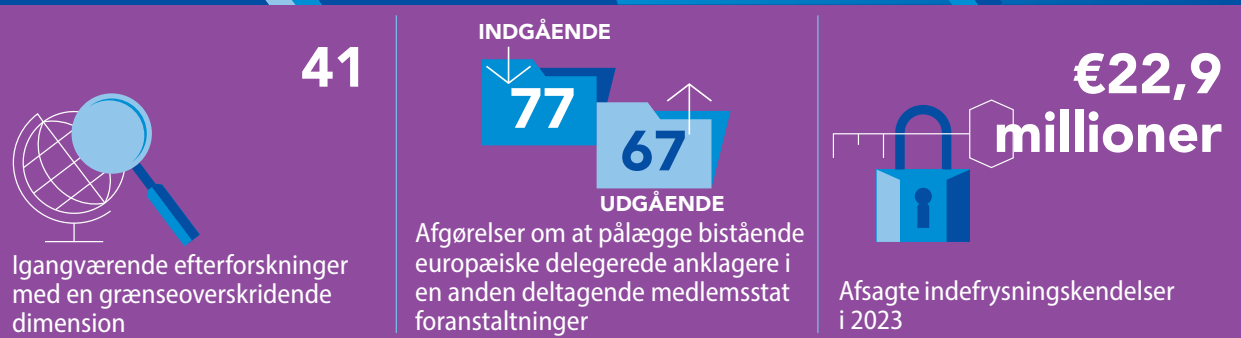 41
Igangværende efterforskninger
med en grænseoverskridende
dimension
INDGÅENDE
77
67
UDGÅENDE
Afgørelser om at pålægge bistående
europæiske delegerede anklagere i
en anden deltagende medlemsstat
foranstaltninger
€22,9
millioner
Afsagte indefrysningskendelser
i 2023